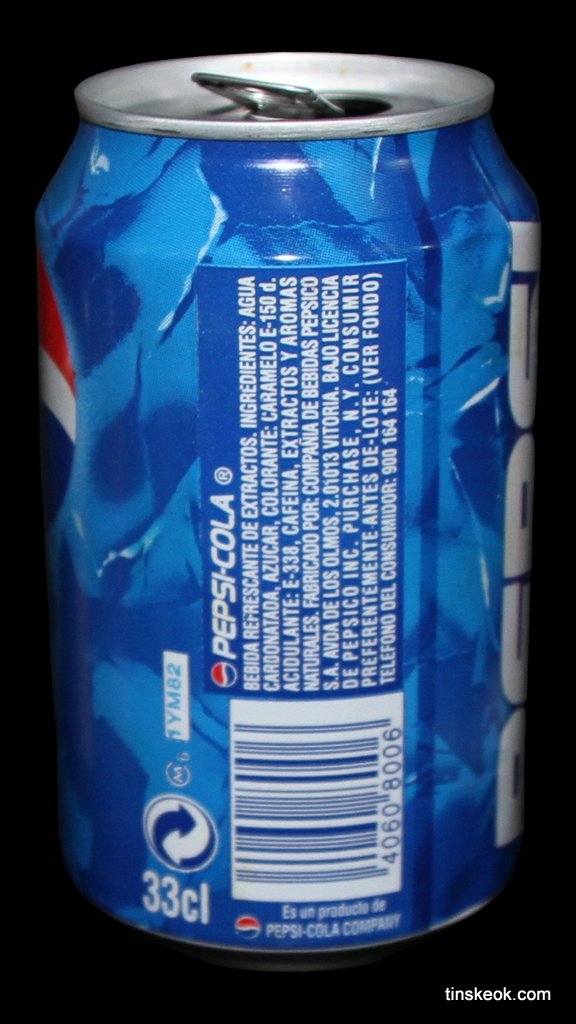 PEPSI-COLA ®
BEBIDA REFRESCANTE DE EXTRACTOS. INGREDIENTES: AGUA
CARBONATADA, AZUCAR, COLORANTE: CARAMELO E-150 d.
ACIDULANTE: E-338, CAFEINA, EXTRACTOS Y AROMAS
NATURALES. FABRICADO POR: COMPAÑIA DE BEBIDAS PEPSICO
S.A. AVDA DE LOS OLMOS, 2.01013 VITORIA. BAJO LICENCIA
DE PEPSICO INC. PURCHASE, N.Y. CONSUMIR
PREFERENTEMENTE ANTES DE-LOTE: (VER FONDO)
TELEFONO DEL CONSUMIDOR: 900 164 164
1YM82
M 6
33cl
4060 8006
Es un producto de
PEPSI-COLA COMPANY
PEPSI
tinskeok.com